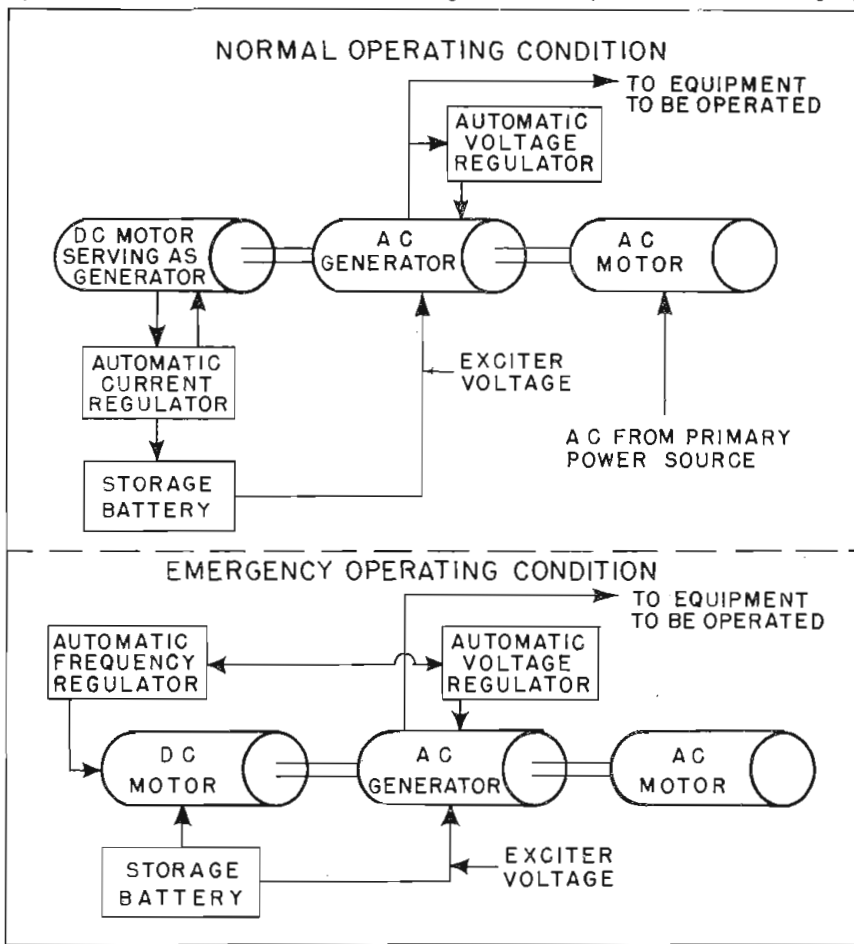 NORMAL OPERATING CONDITION
TO EQUIPMENT
TO BE OPERATED
AUTOMATIC
VOLTAGE
REGULATOR
DC MOTOR
SERVING AS
GENERATOR
AC
GENERATOR
AC
MOTOR
AUTOMATIC
CURRENT
REGULATOR
EXCITER
VOLTAGE
AC FROM PRIMARY
POWER SOURCE
STORAGE
BATTERY
EMERGENCY OPERATING CONDITION
TO EQUIPMENT
TO BE OPERATED
AUTOMATIC
FREQUENCY
REGULATOR
AUTOMATIC
VOLTAGE
REGULATOR
DC
MOTOR
AC
GENERATOR
AC
MOTOR
STORAGE
BATTERY
EXCITER
VOLTAGE